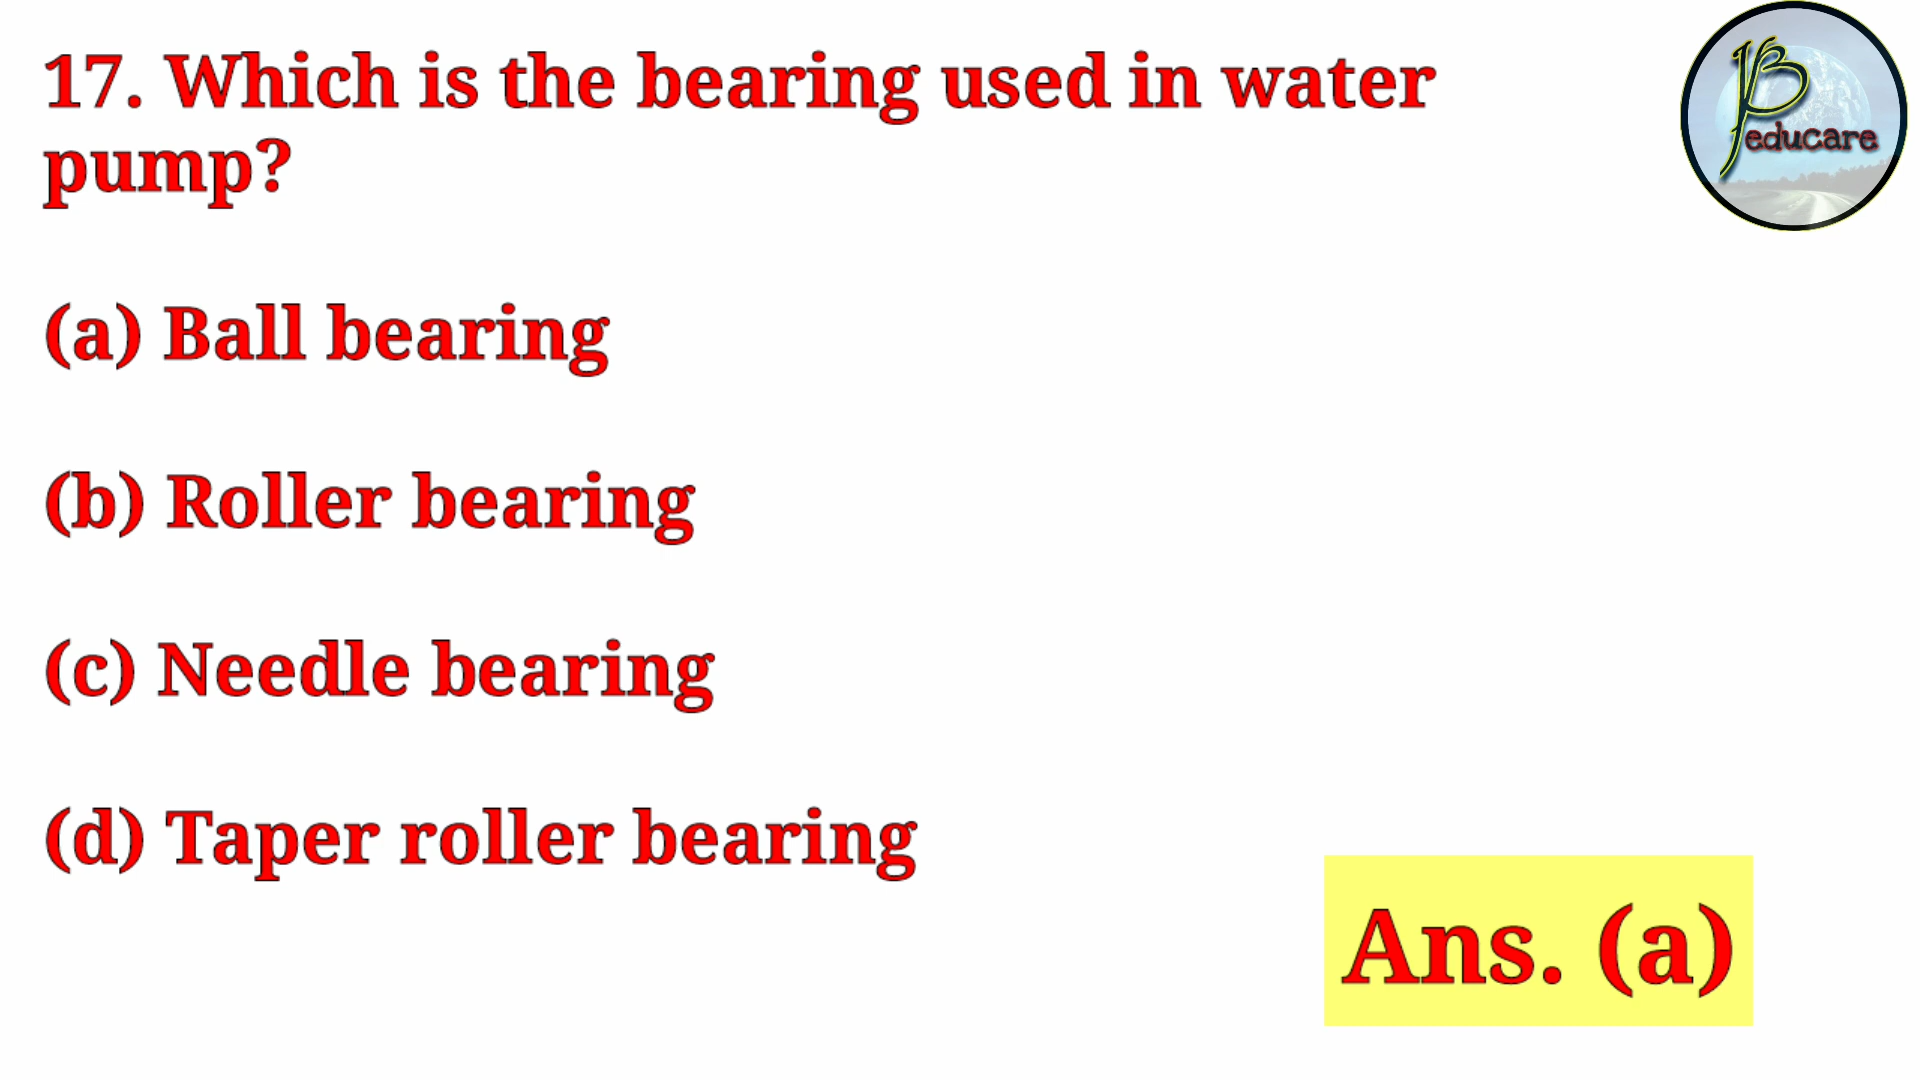 17. Which is the bearing used in water
pump?
(a) Ball bearing
(b) Roller bearing
(c) Needle bearing
(d) Taper roller bearing
Ans. (a)
educare